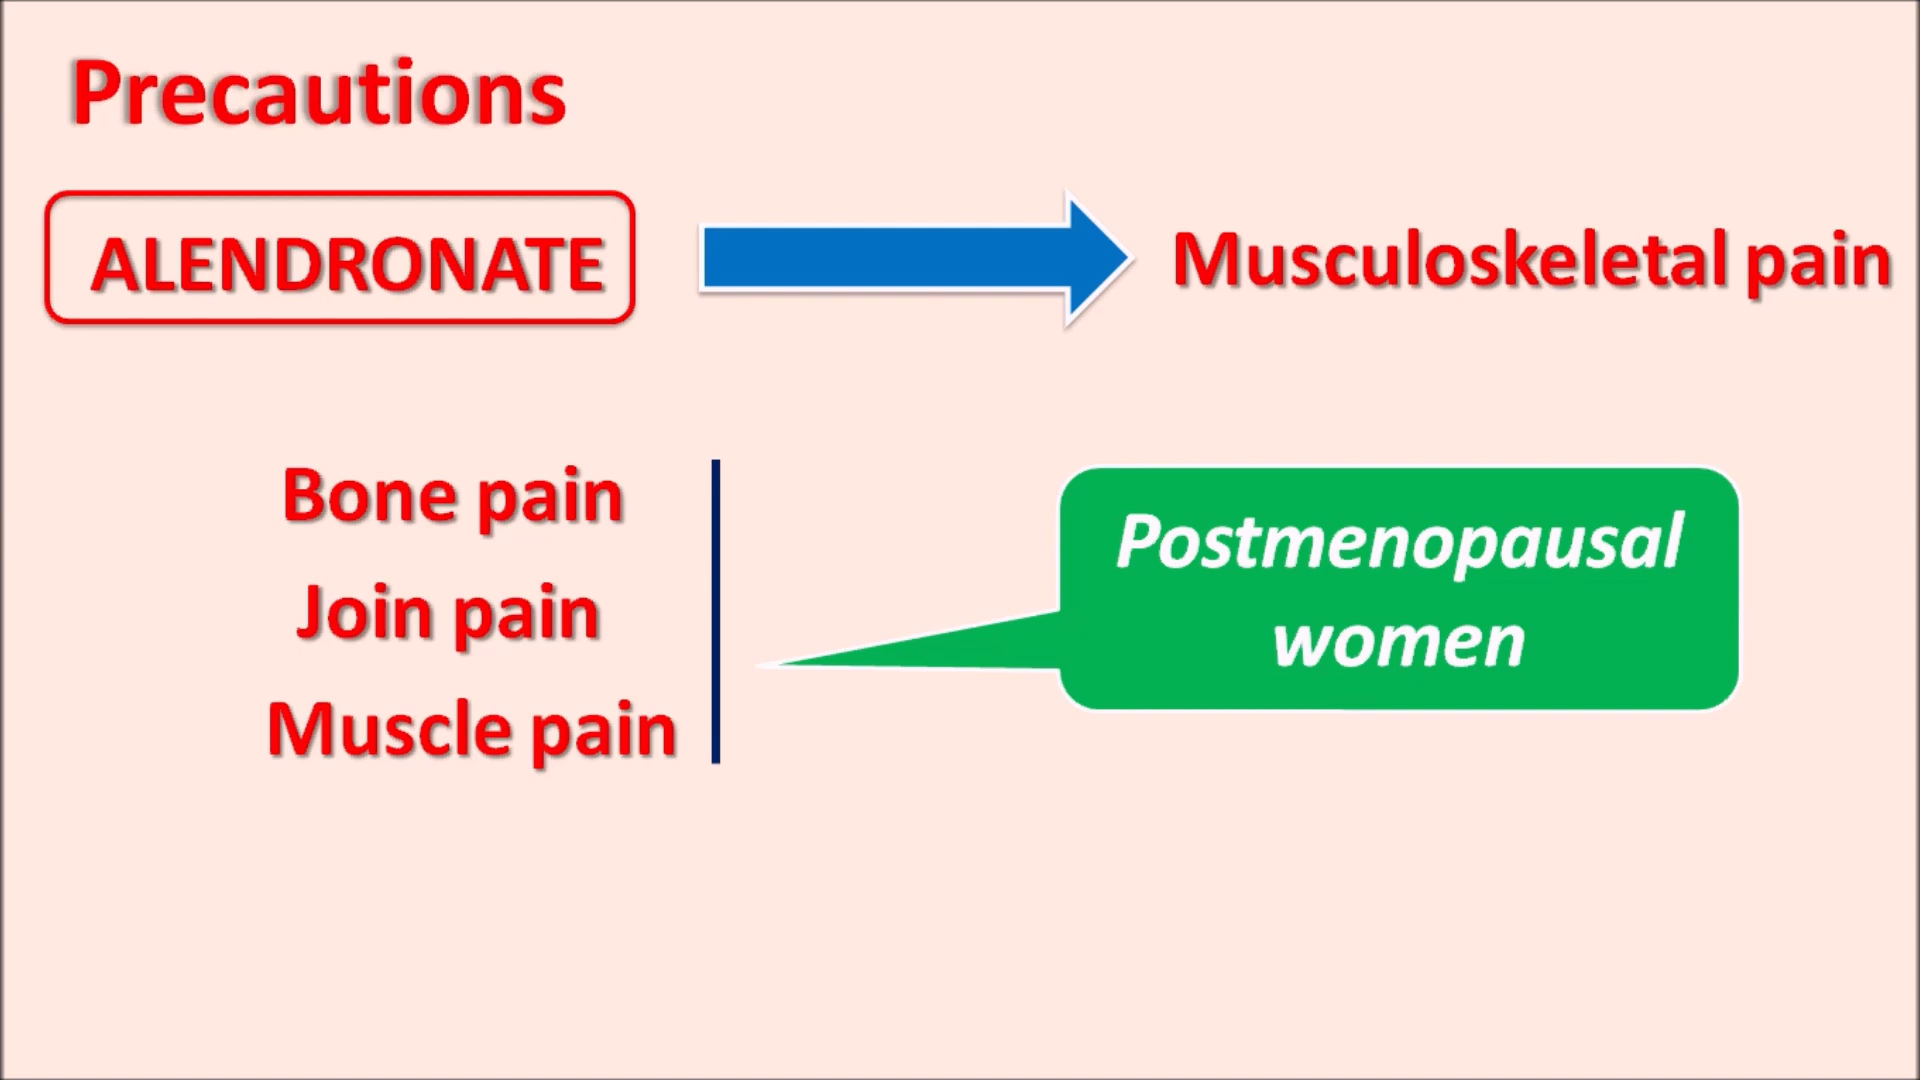 Precautions
ALENDRONATE
Musculoskeletal pain
Bone pain
Join pain
Muscle pain
Postmenopausal
women